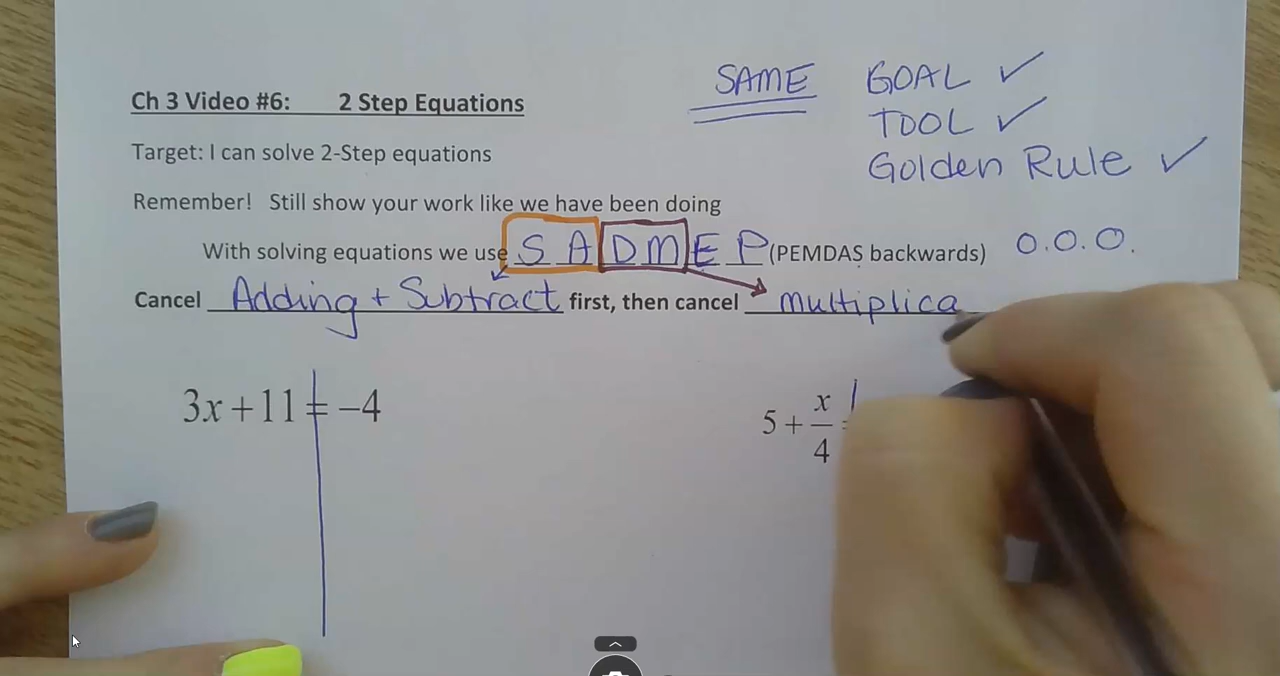 SAME GOAL ✓
TOOL ✓
Golden Rule ✓
Ch 3 Video #6: 2 Step Equations
Target: I can solve 2-Step equations
Remember! Still show your work like we have been doing
With solving equations we use S A D M E P (PEMDAS backwards) O.O.O.
Cancel Adding + Subtract first, then cancel multiplica
3x + 11 = −4
5 + x/4